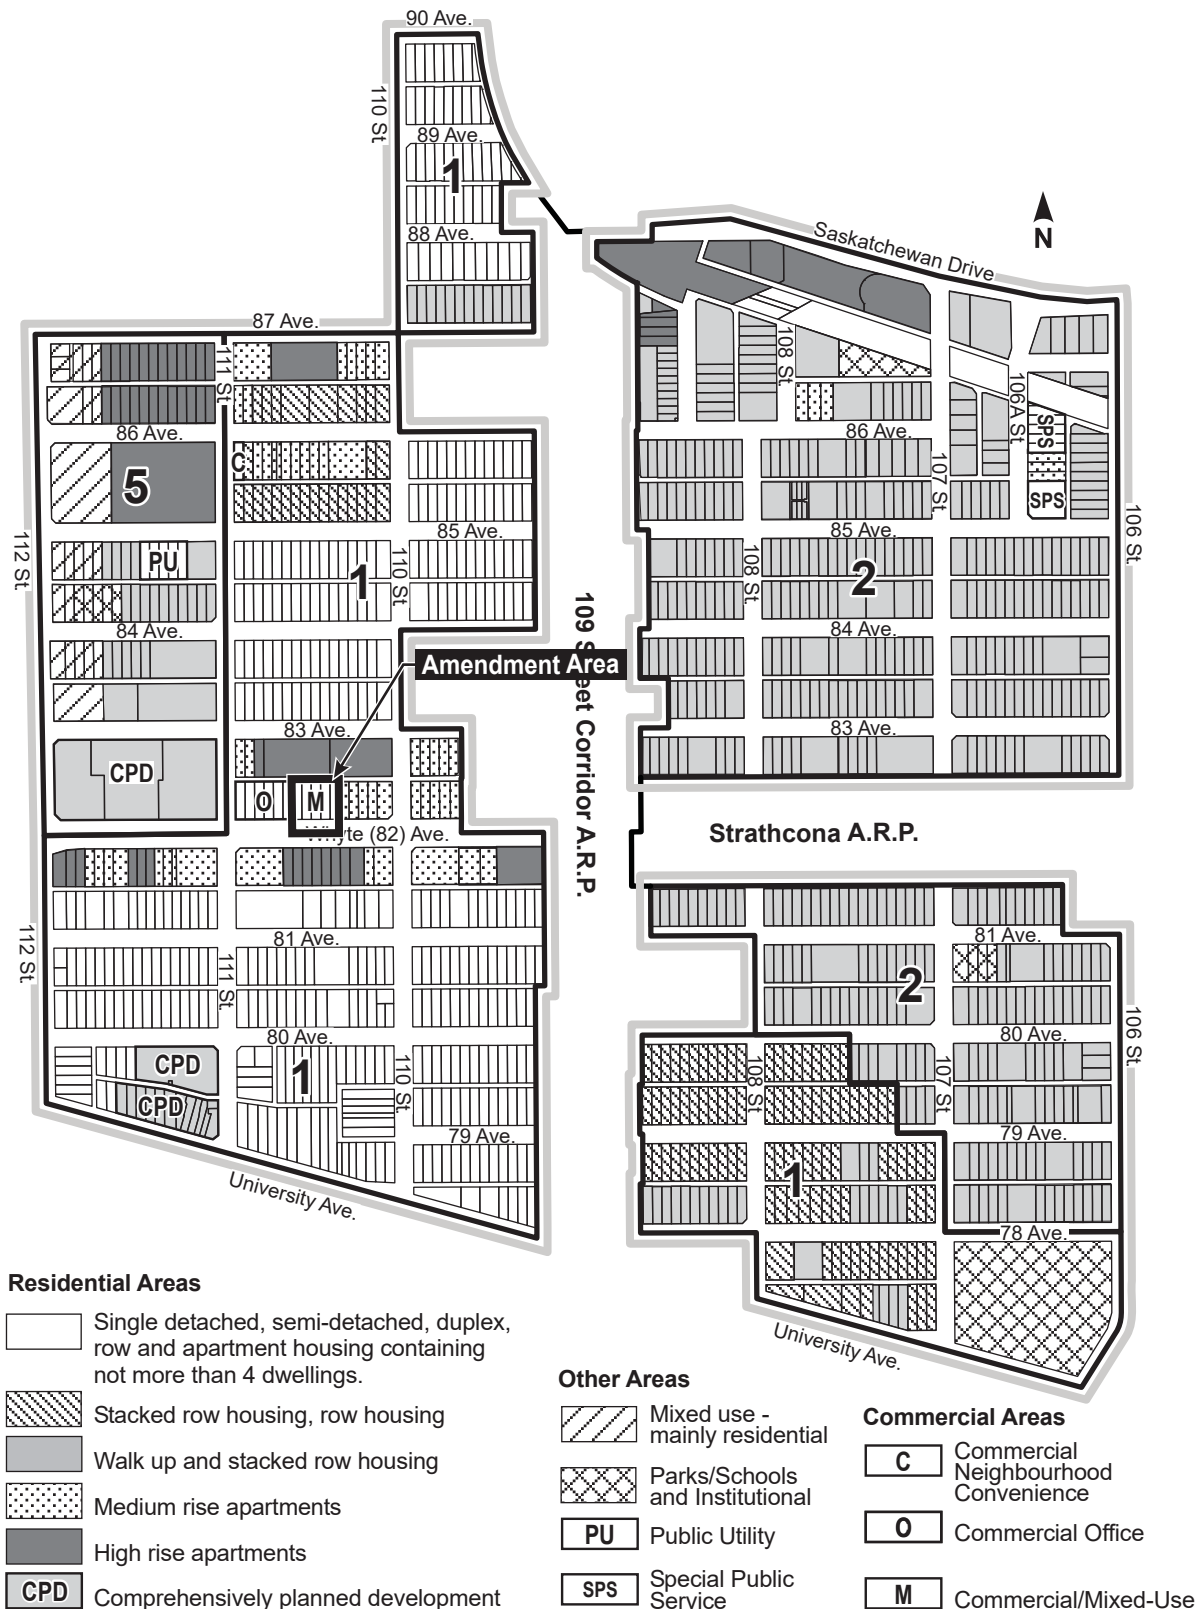 90 Ave.
110 St.
89 Ave.
1
88 Ave.
N
Saskatchewan Drive
87 Ave.
111 St.
108 St.
106A St.
86 Ave.
C
5
86 Ave.
107 St.
SPS
SPS
106 St.
112 St.
PU
85 Ave.
110 St.
1
85 Ave.
108 St.
2
84 Ave.
84 Ave.
Amendment Area
109 Street Corridor A.R.P.
83 Ave.
83 Ave.
CPD
O
M
Whyte (82) Ave.
Strathcona A.R.P.
112 St.
81 Ave.
111 St.
81 Ave.
2
80 Ave.
80 Ave.
106 St.
CPD
CPD
1
110 St.
108 St.
107 St.
79 Ave.
79 Ave.
1
University Ave.
78 Ave.
University Ave.
Residential Areas
Single detached, semi-detached, duplex,
row and apartment housing containing
not more than 4 dwellings.
Stacked row housing, row housing
Walk up and stacked row housing
Medium rise apartments
High rise apartments
CPD Comprehensively planned development
Other Areas
Mixed use -
mainly residential
Parks/Schools
and Institutional
PU Public Utility
SPS Special Public
Service
Commercial Areas
C Commercial
Neighbourhood
Convenience
O Commercial Office
M Commercial/Mixed-Use